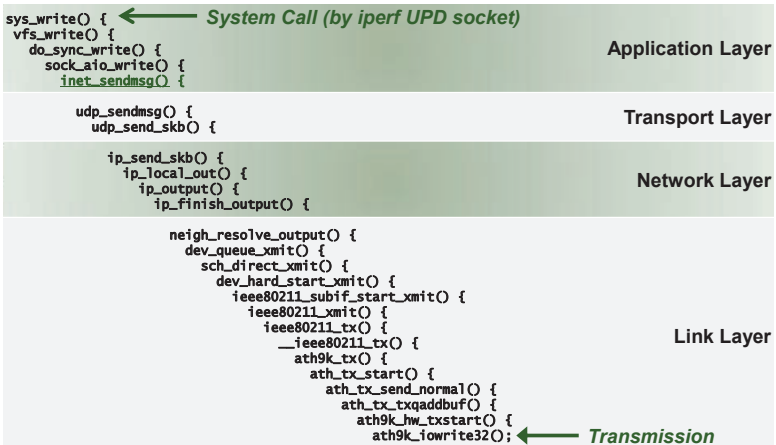 sys_write() { System Call (by iperf UPD socket)
vfs_write() {
do_sync_write() {
sock_aio_write() {
inet_sendmsg() {
Application Layer
udp_sendmsg() {
udp_send_skb() {
Transport Layer
ip_send_skb() {
ip_local_out() {
ip_output() {
ip_finish_output() {
Network Layer
neigh_resolve_output() {
dev_queue_xmit() {
sch_direct_xmit() {
dev_hard_start_xmit() {
ieee80211_subif_start_xmit() {
ieee80211_xmit() {
ieee80211_tx() {
__ieee80211_tx() {
ath9k_tx() {
ath_tx_start() {
ath_tx_send_normal() {
ath_tx_txqaddbuf() {
ath9k_hw_txstart() {
ath9k_iowrite32(); Transmission
Link Layer